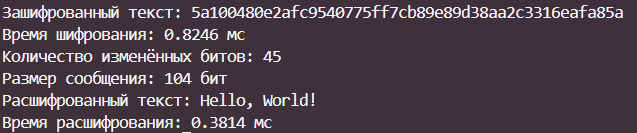 Зашифрованный текст: 5a100480e2afc9540775ff7cb89e89d38aa2c3316eafa85a
Время шифрования: 0.8246 мс
Количество изменённых битов: 45
Размер сообщения: 104 бит
Расшифрованный текст: Hello, World!
Время расшифрования: 0.3814 мс